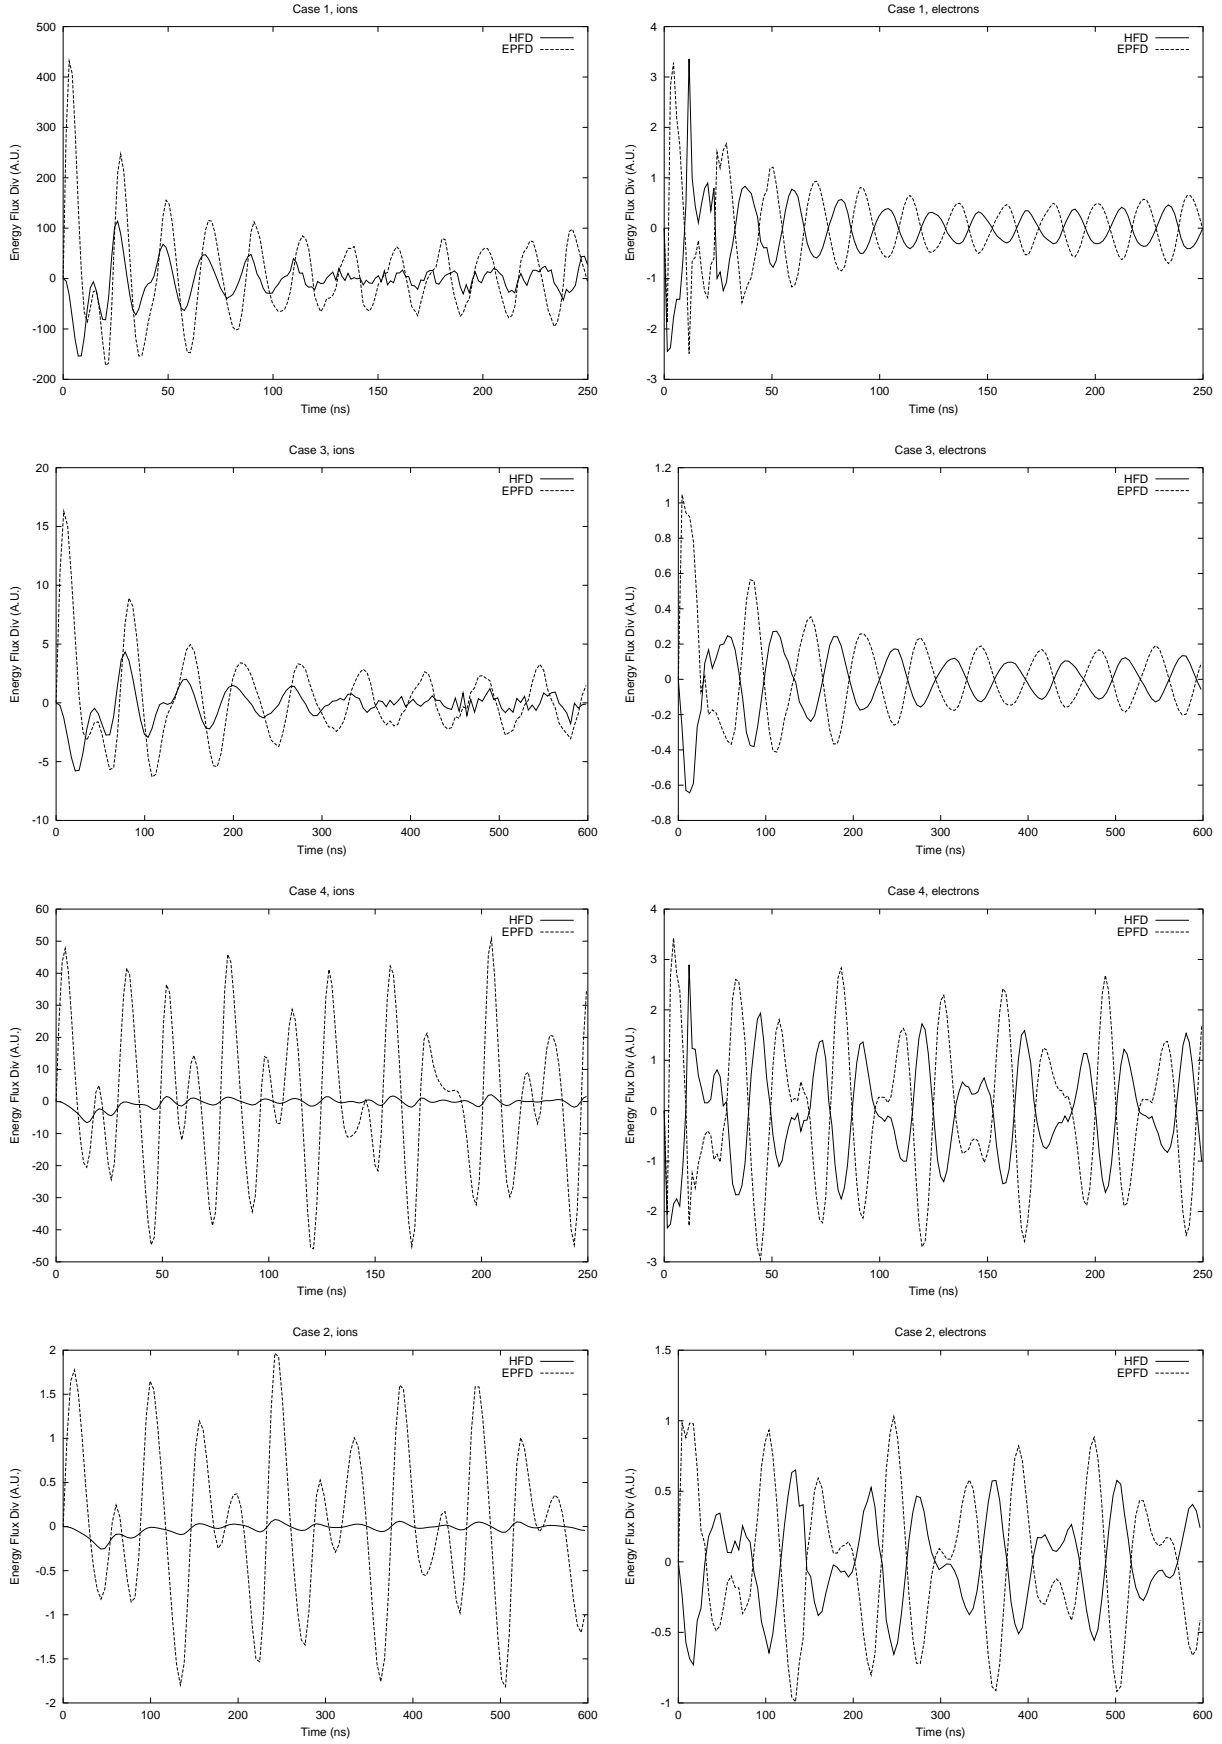 Case 1, ions
Energy Flux Div (A.U.)
500
400
300
200
100
0
-100
-200
0 50 100 150 200 250
Time (ns)
HFD
EPFD
Case 1, electrons
Energy Flux Div (A.U.)
4
3
2
1
0
-1
-2
-3
0 50 100 150 200 250
Time (ns)
HFD
EPFD
Case 3, ions
Energy Flux Div (A.U.)
20
15
10
5
0
-5
-10
0 100 200 300 400 500 600
Time (ns)
HFD
EPFD
Case 3, electrons
Energy Flux Div (A.U.)
1.2
1
0.8
0.6
0.4
0.2
0
-0.2
-0.4
-0.6
-0.8
0 100 200 300 400 500 600
Time (ns)
HFD
EPFD
Case 4, ions
Energy Flux Div (A.U.)
60
50
40
30
20
10
0
-10
-20
-30
-40
-50
0 50 100 150 200 250
Time (ns)
HFD
EPFD
Case 4, electrons
Energy Flux Div (A.U.)
4
3
2
1
0
-1
-2
-3
0 50 100 150 200 250
Time (ns)
HFD
EPFD
Case 2, ions
Energy Flux Div (A.U.)
2
1.5
1
0.5
0
-0.5
-1
-1.5
-2
0 100 200 300 400 500 600
Time (ns)
HFD
EPFD
Case 2, electrons
Energy Flux Div (A.U.)
1.5
1
0.5
0
-0.5
-1
0 100 200 300 400 500 600
Time (ns)
HFD
EPFD